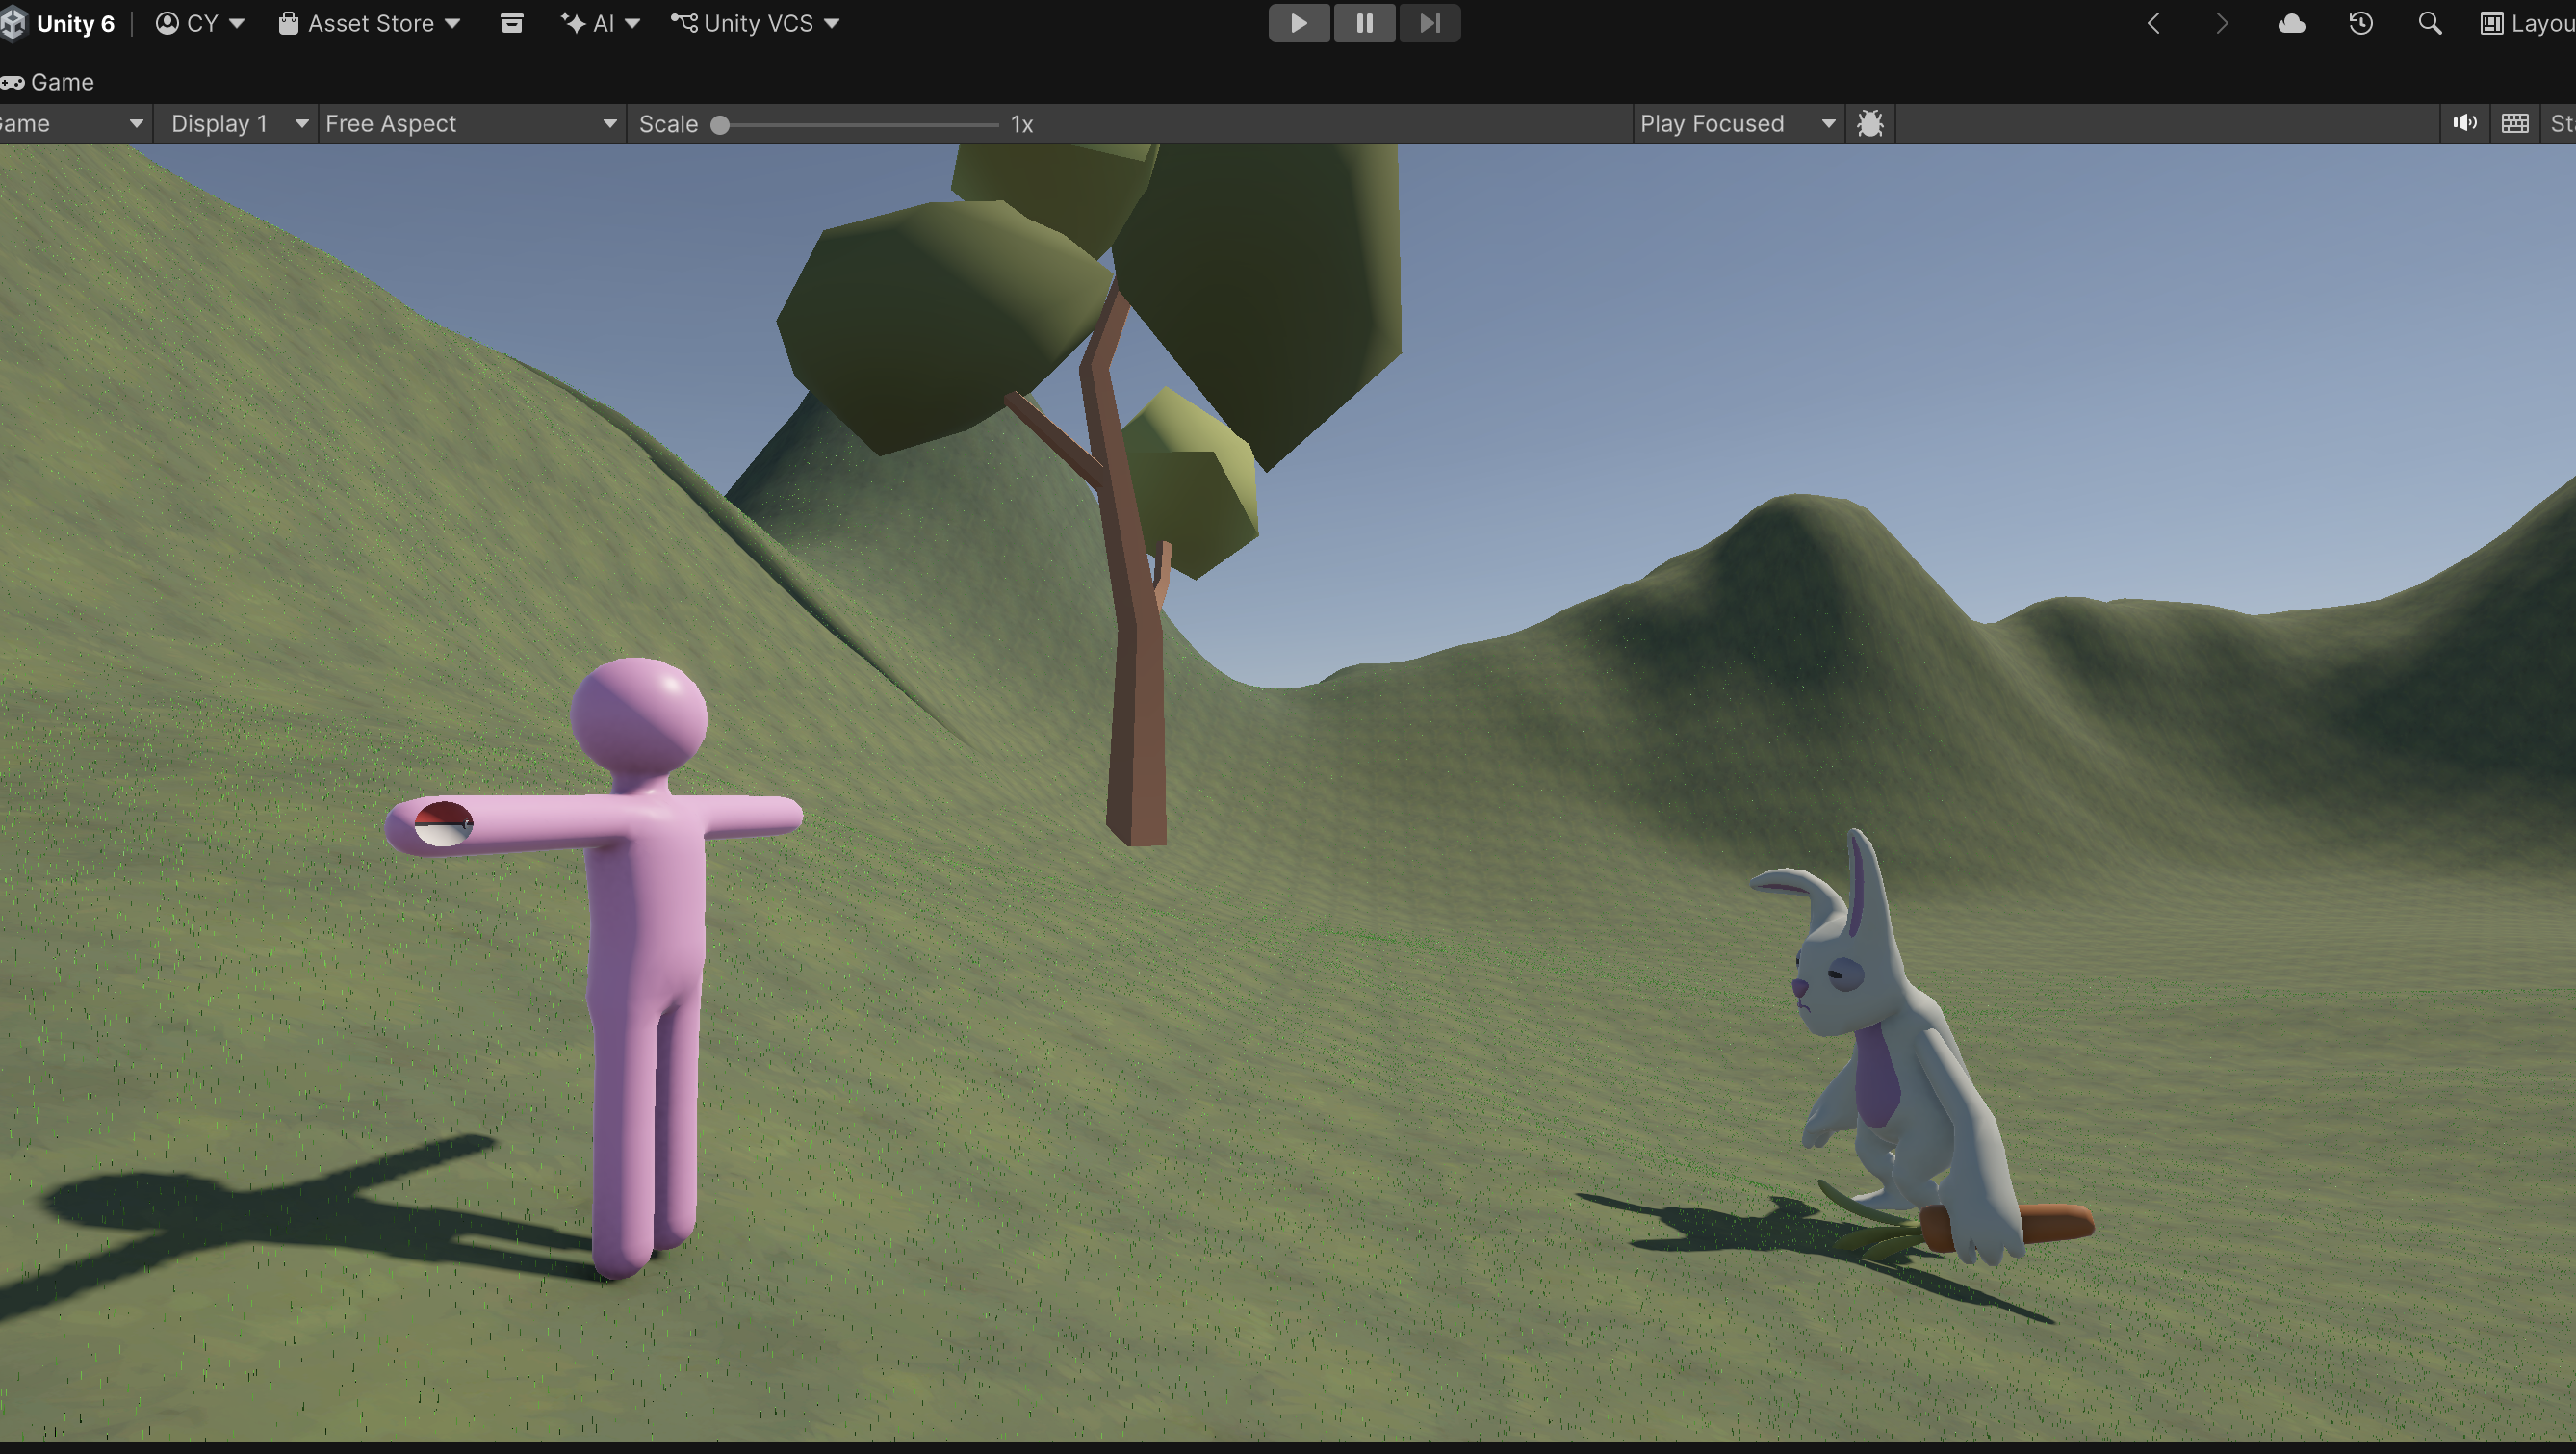 Unity 6 CY Asset Store AI Unity VCS Layou
Game
ame Display 1 Free Aspect Scale 1x Play Focused St